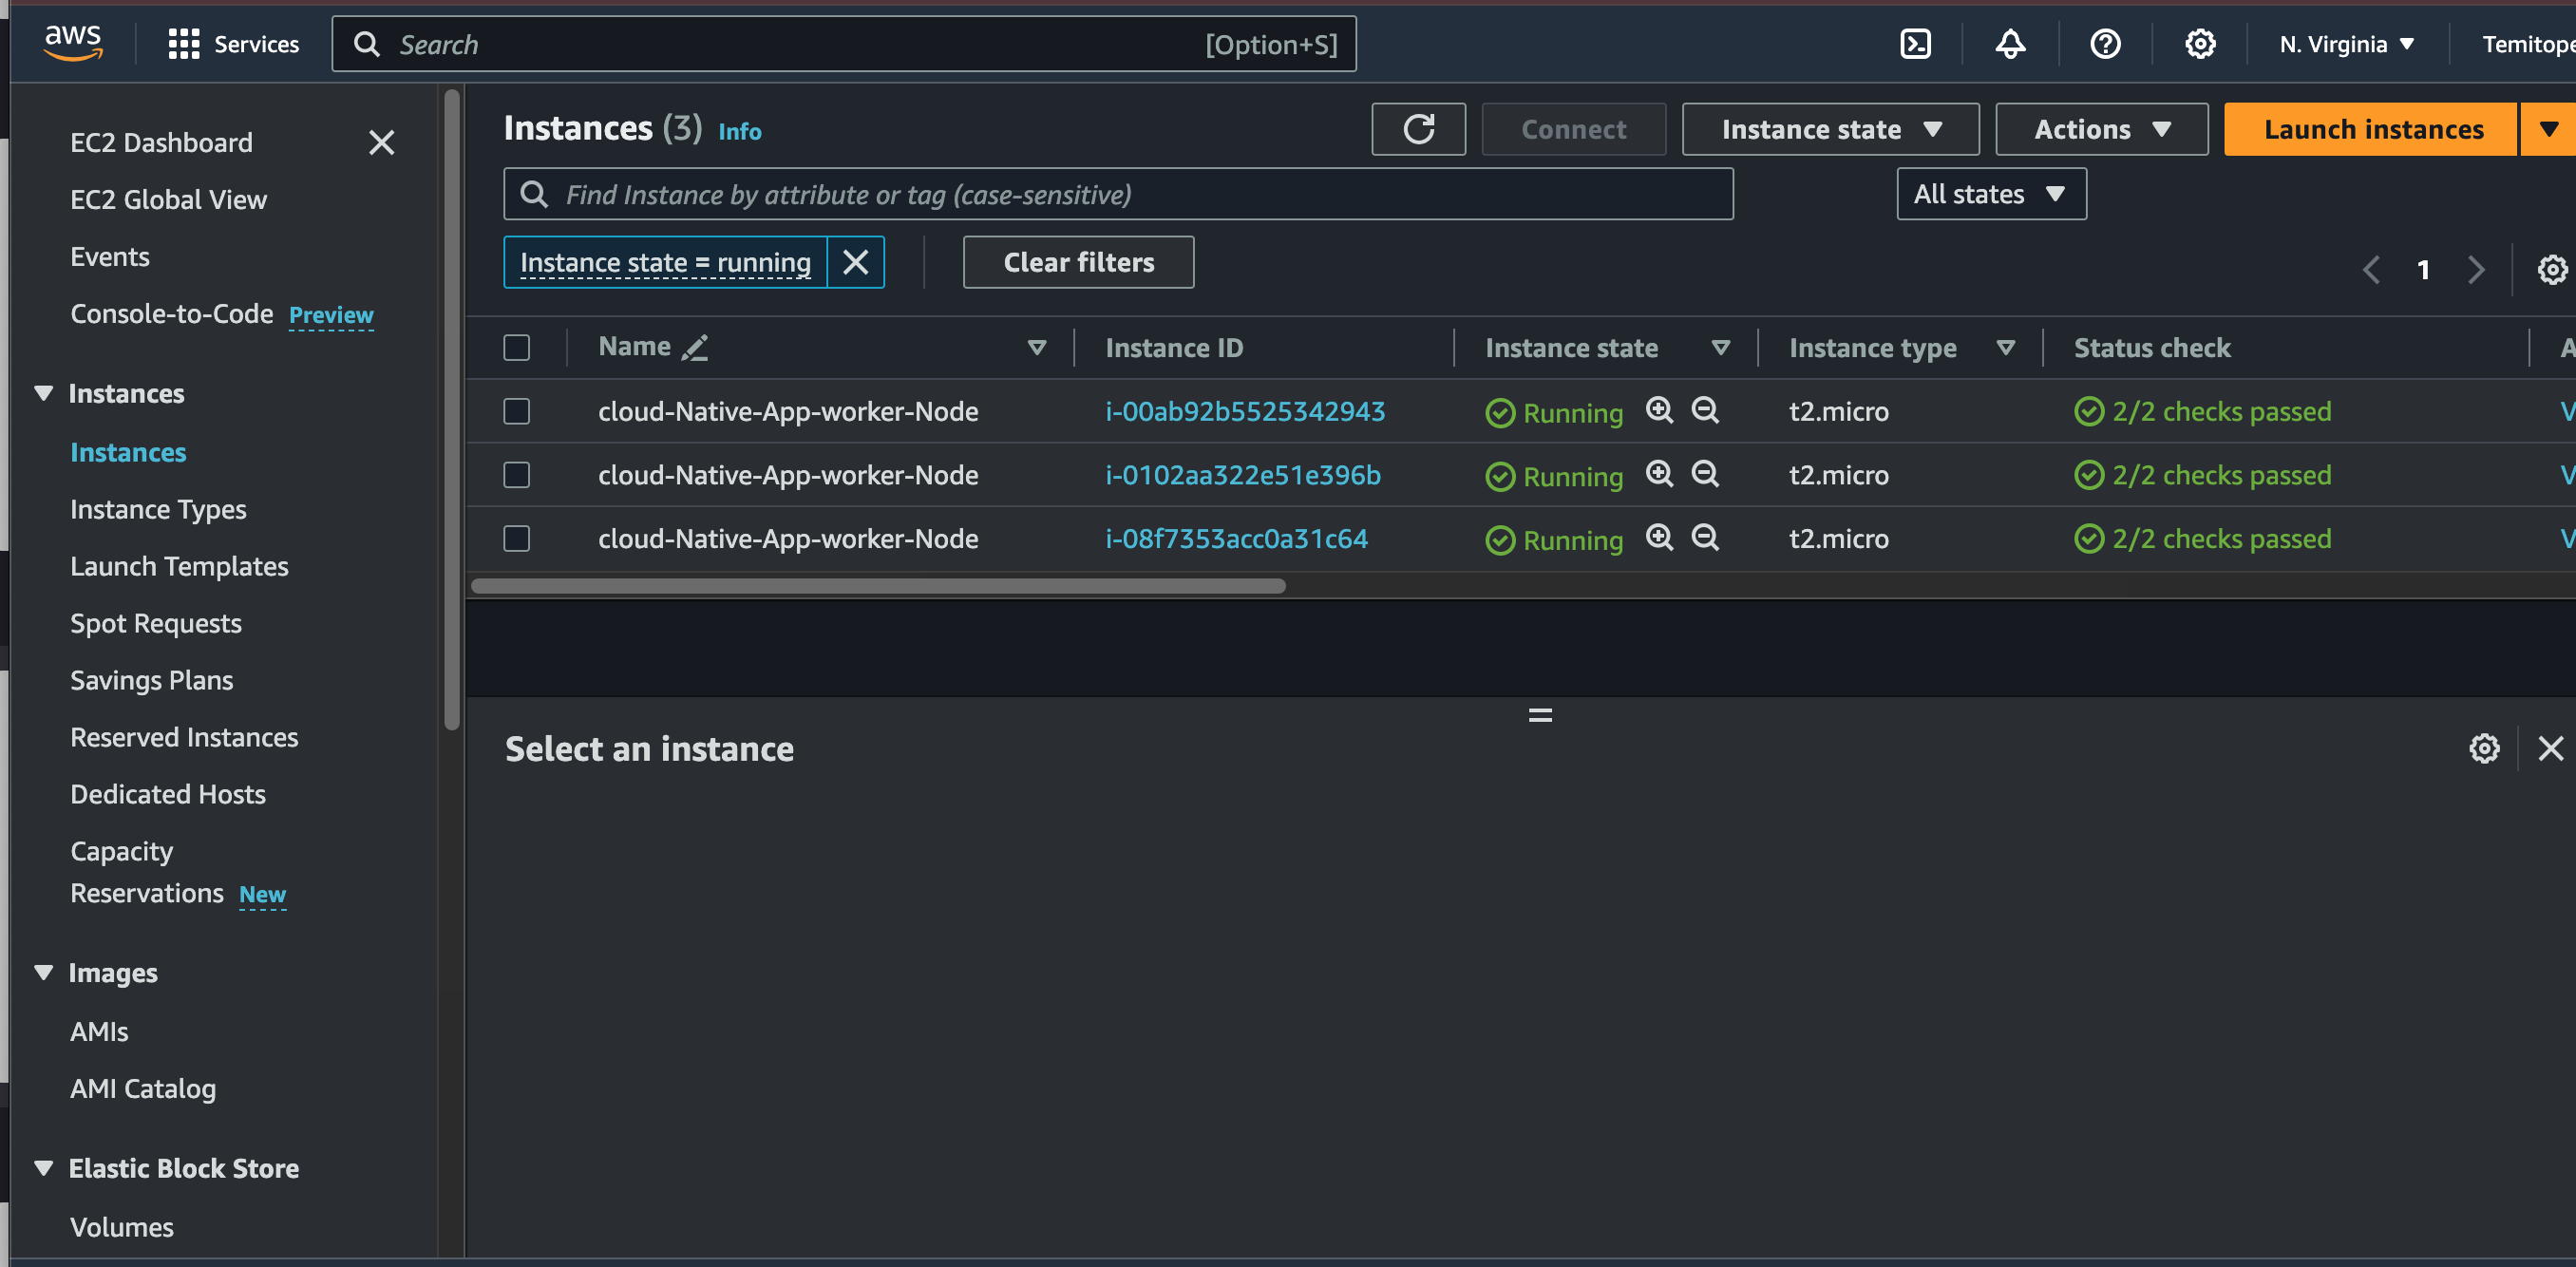 aws
Services
Search [Option+S]
N. Virginia
Temitope
EC2 Dashboard
EC2 Global View
Events
Console-to-Code Preview
Instances
Instances
Instance Types
Launch Templates
Spot Requests
Savings Plans
Reserved Instances
Dedicated Hosts
Capacity
Reservations New
Images
AMIs
AMI Catalog
Elastic Block Store
Volumes
Instances (3) Info
Connect
Instance state
Actions
Launch instances
Find Instance by attribute or tag (case-sensitive)
All states
Instance state = running
Clear filters
1
Name Instance ID Instance state Instance type Status check A
cloud-Native-App-worker-Node i-00ab92b5525342943 Running t2.micro 2/2 checks passed V
cloud-Native-App-worker-Node i-0102aa322e51e396b Running t2.micro 2/2 checks passed V
cloud-Native-App-worker-Node i-08f7353acc0a31c64 Running t2.micro 2/2 checks passed V
Select an instance